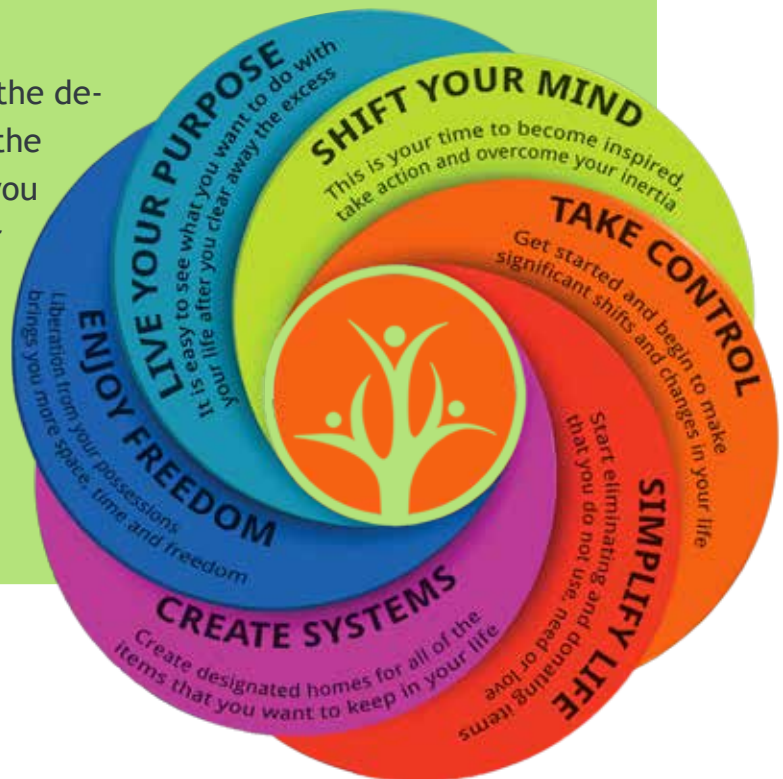 the de-
the
you
SHIFT YOUR MIND
This is your time to become inspired,
take action and overcome your inertia
TAKE CONTROL
Get started and begin to make
significant shifts and changes in your life
SIMPLIFY LIFE
Start eliminating and donating items
that you do not use, need or love
CREATE SYSTEMS
Create designated homes for all of the
items that you want to keep in your life
ENJOY FREEDOM
Liberation from your possessions
brings you more space, time and freedom
LIVE YOUR PURPOSE
It is easy to see what you want to do with
your life after you clear away the excess